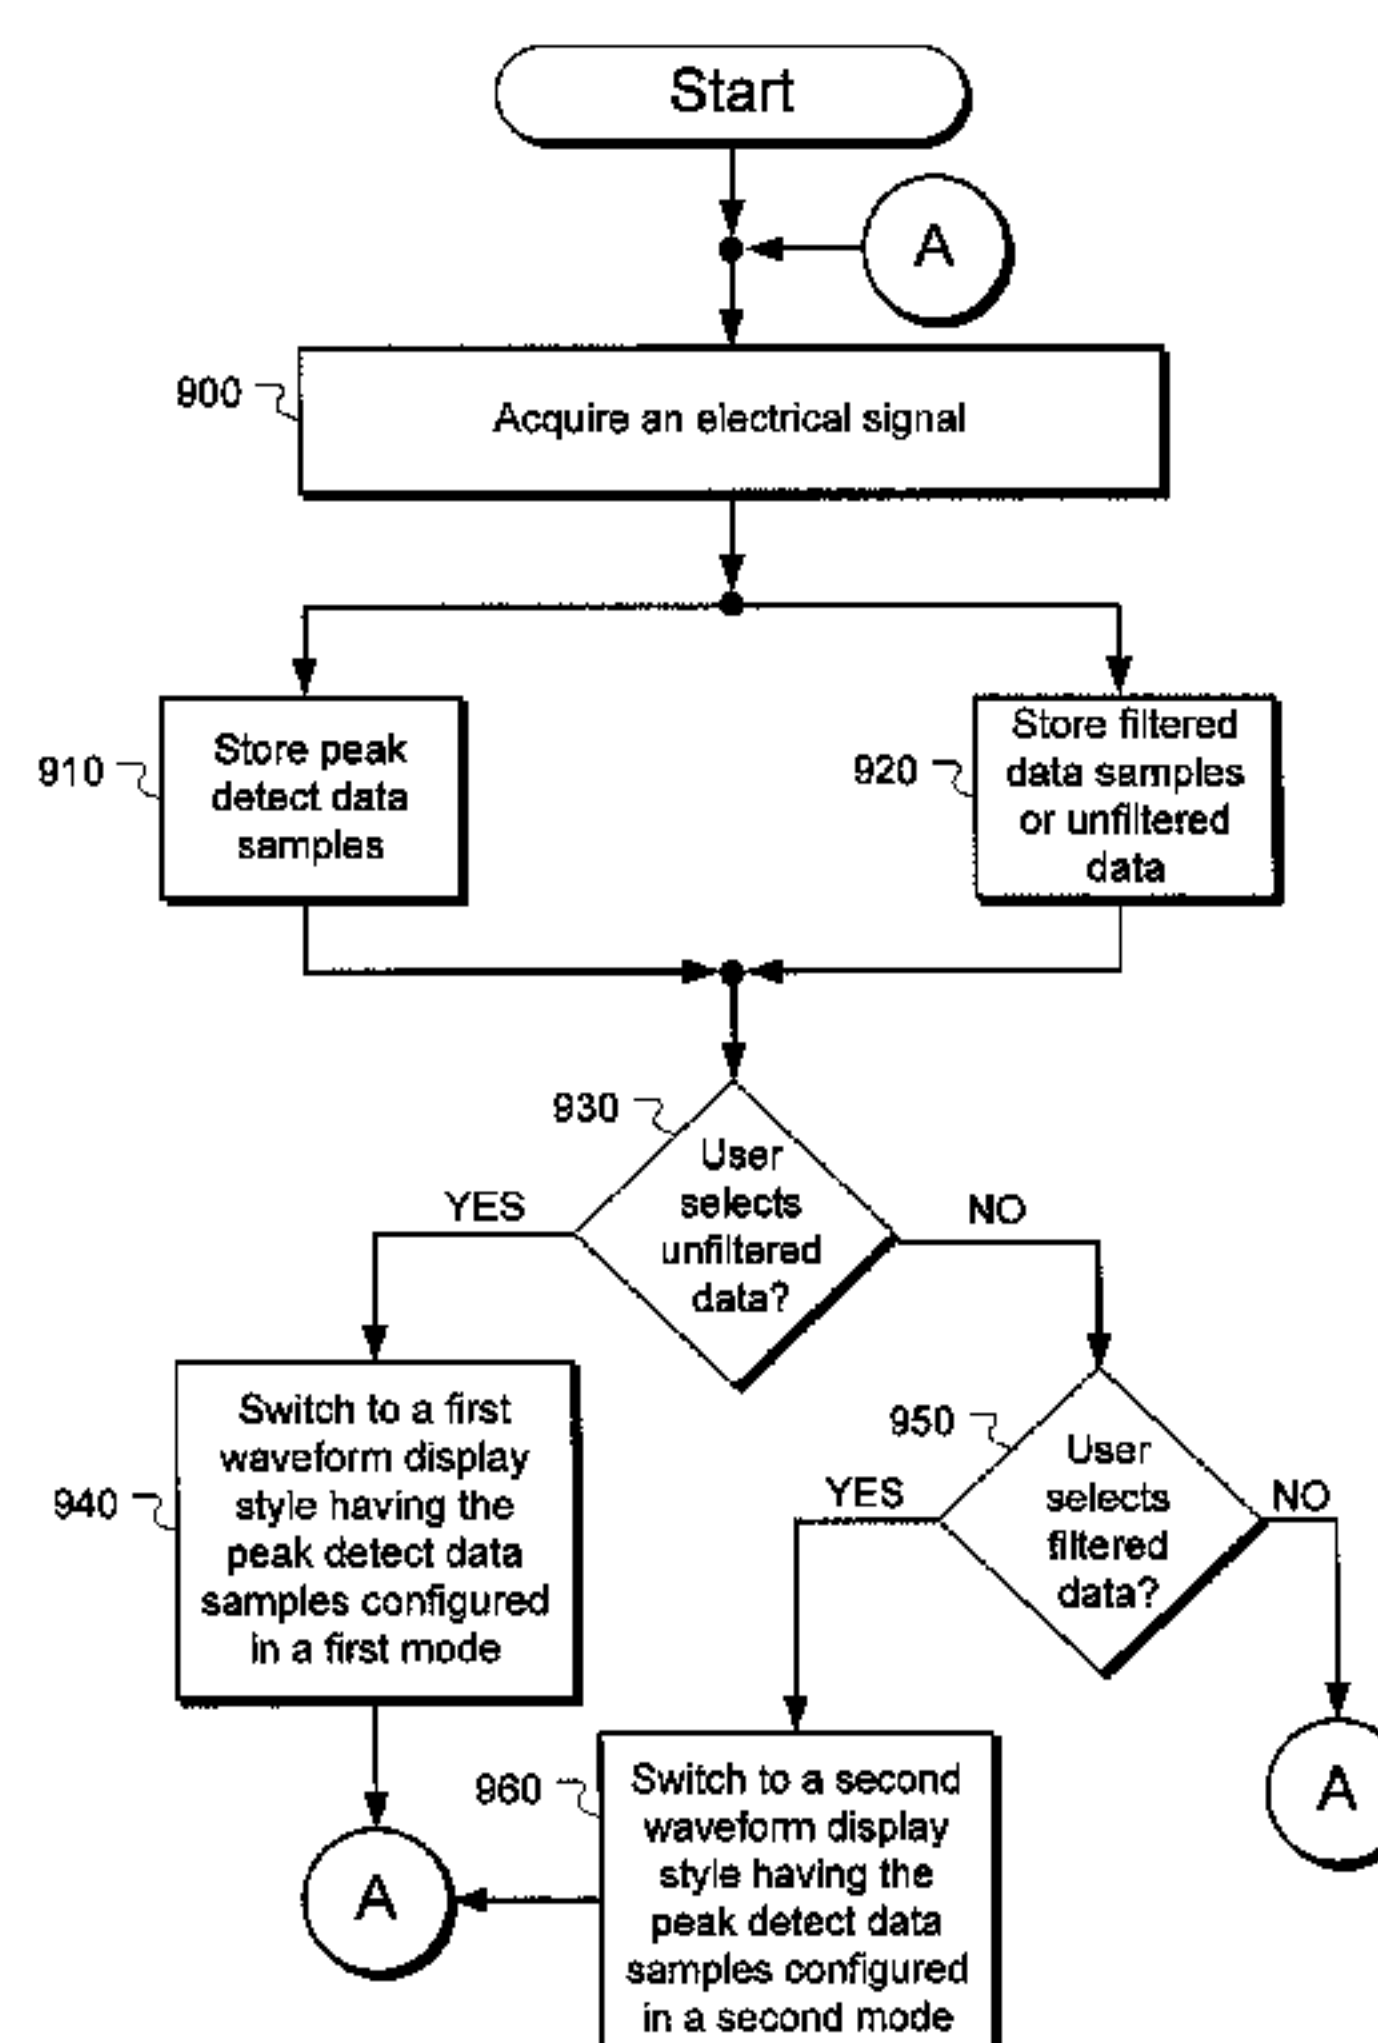 Start
A
900
Acquire an electrical signal
910
Store peak
detect data
samples
920
Store filtered
data samples
or unfiltered
data
930
User
selects
unfiltered
data?
YES
NO
940
Switch to a first
waveform display
style having the
peak detect data
samples configured
in a first mode
950
User
selects
filtered
data?
YES
NO
A
960
Switch to a second
waveform display
style having the
peak detect data
samples configured
in a second mode
A